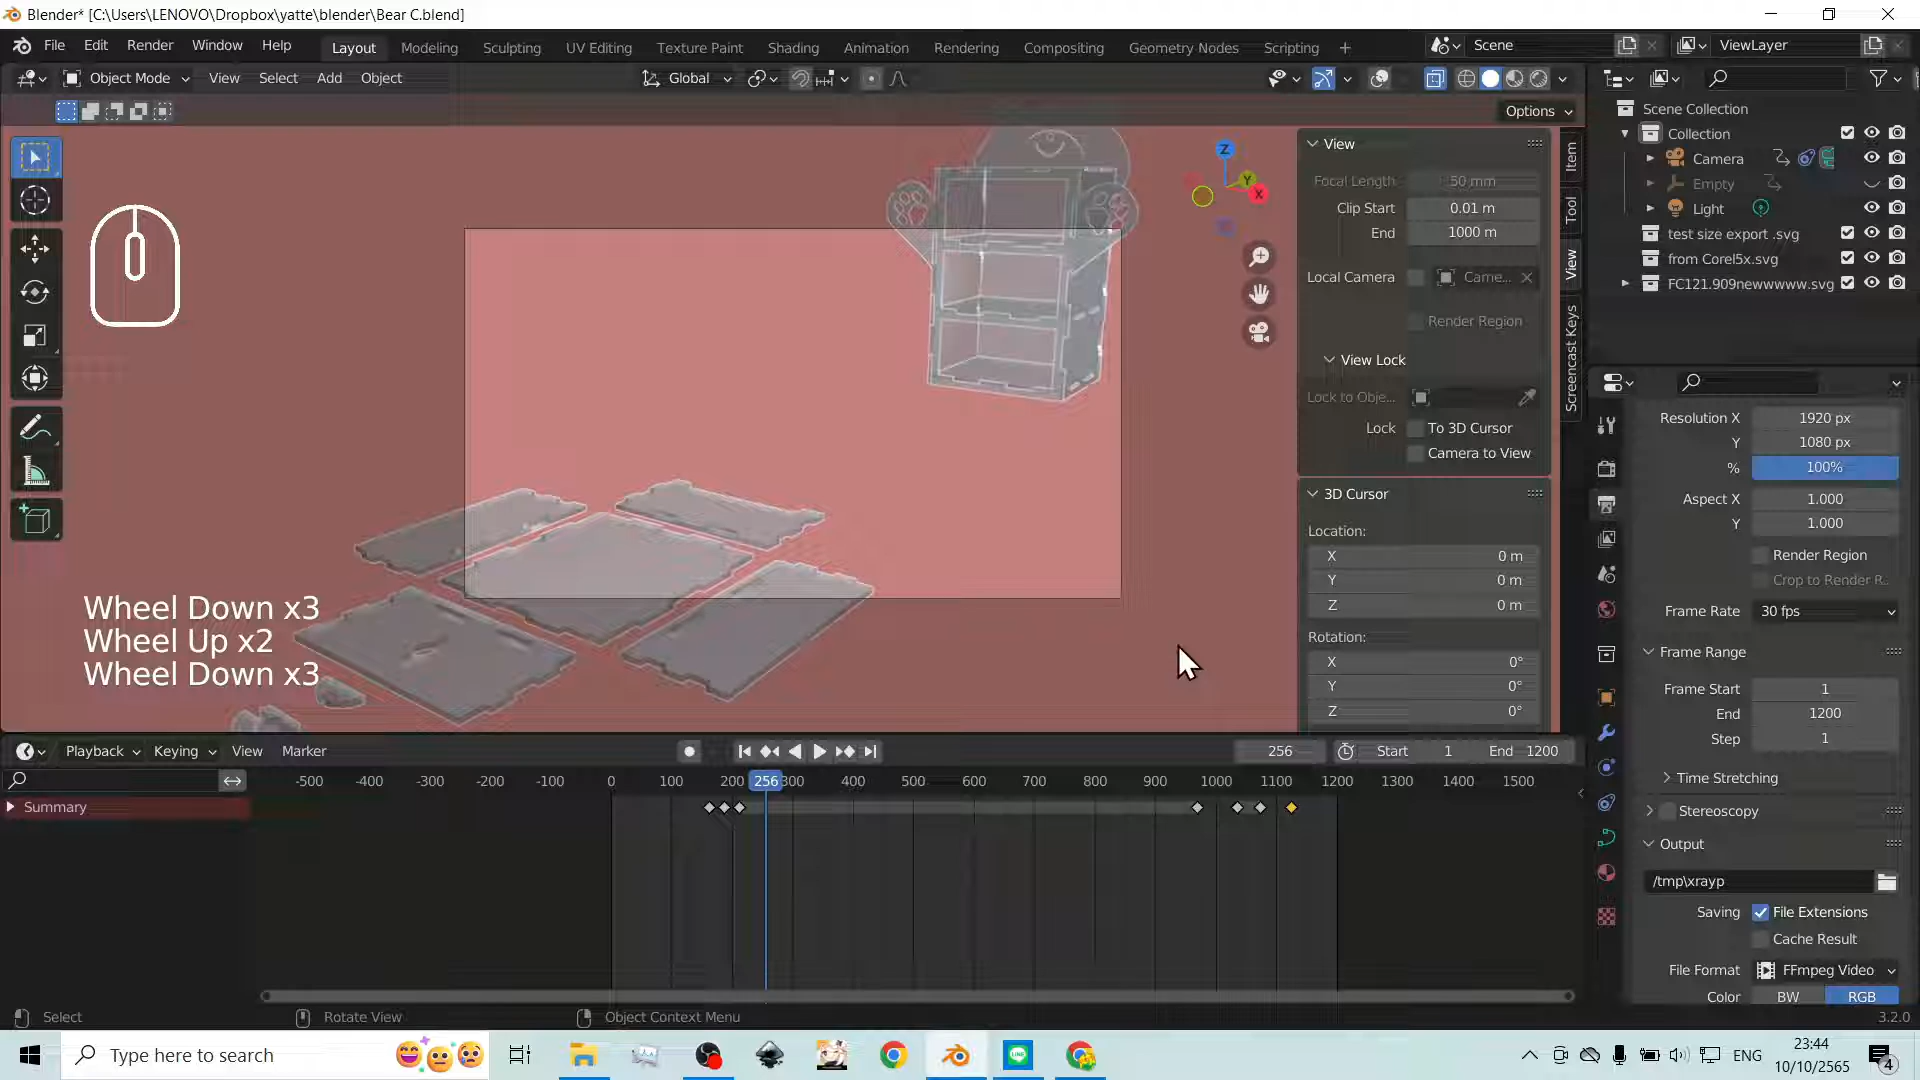 Blender* [C:\Users\LENOVO\Dropbox\yatte\blender\Bear C.blend]
File Edit Render Window Help Layout Modeling Sculpting UV Editing Texture Paint Shading Animation Rendering Compositing Geometry Nodes Scripting + Scene ViewLayer
Object Mode View Select Add Object Global
Options
Scene Collection
Collection
Camera
Empty
Light
test size export .svg
from Corel5x.svg
FC121.909newwwww.svg
Z
Y
X
View
Focal Length 50 mm
Clip Start 0.01 m
End 1000 m
Local Camera Came...
Render Region
View Lock
Lock to Obje...
Lock To 3D Cursor
Camera to View
3D Cursor
Location:
X 0 m
Y 0 m
Z 0 m
Rotation:
X 0°
Y 0°
Z 0°
Item
Tool
View
Screencast Keys
Resolution X 1920 px
Y 1080 px
% 100%
Aspect X 1.000
Y 1.000
Render Region
Crop to Render R..
Frame Rate 30 fps
Frame Range
Frame Start 1
End 1200
Step 1
Time Stretching
Stereoscopy
Output
/tmp\xrayp
Saving File Extensions
Cache Result
File Format FFmpeg Video
Color BW RGB
Wheel Down x3
Wheel Up x2
Wheel Down x3
Playback Keying View Marker 256 Start 1 End 1200
-500 -400 -300 -200 -100 0 100 200 256 300 400 500 600 700 800 900 1000 1100 1200 1300 1400 1500
Summary
Select Rotate View Object Context Menu 3.2.0
Type here to search
ENG
23:44
10/10/2565
4